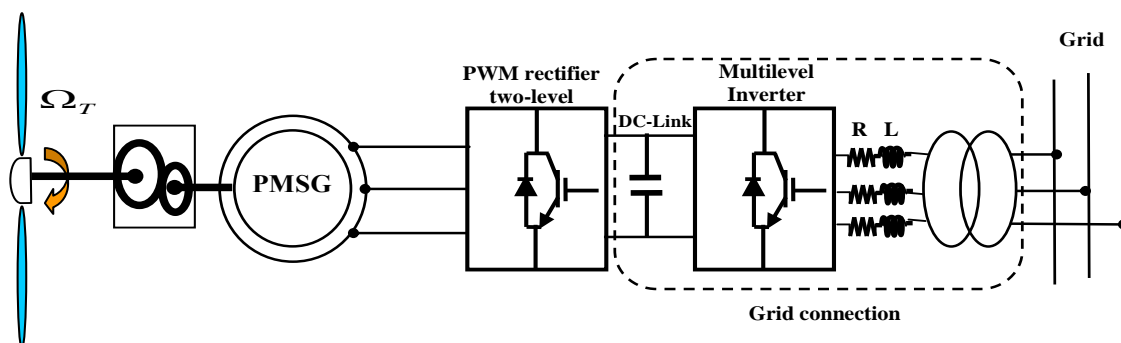 Grid
PWM rectifier
two-level
Multilevel
Inverter
Ω_T
DC-Link
R L
PMSG
Grid connection